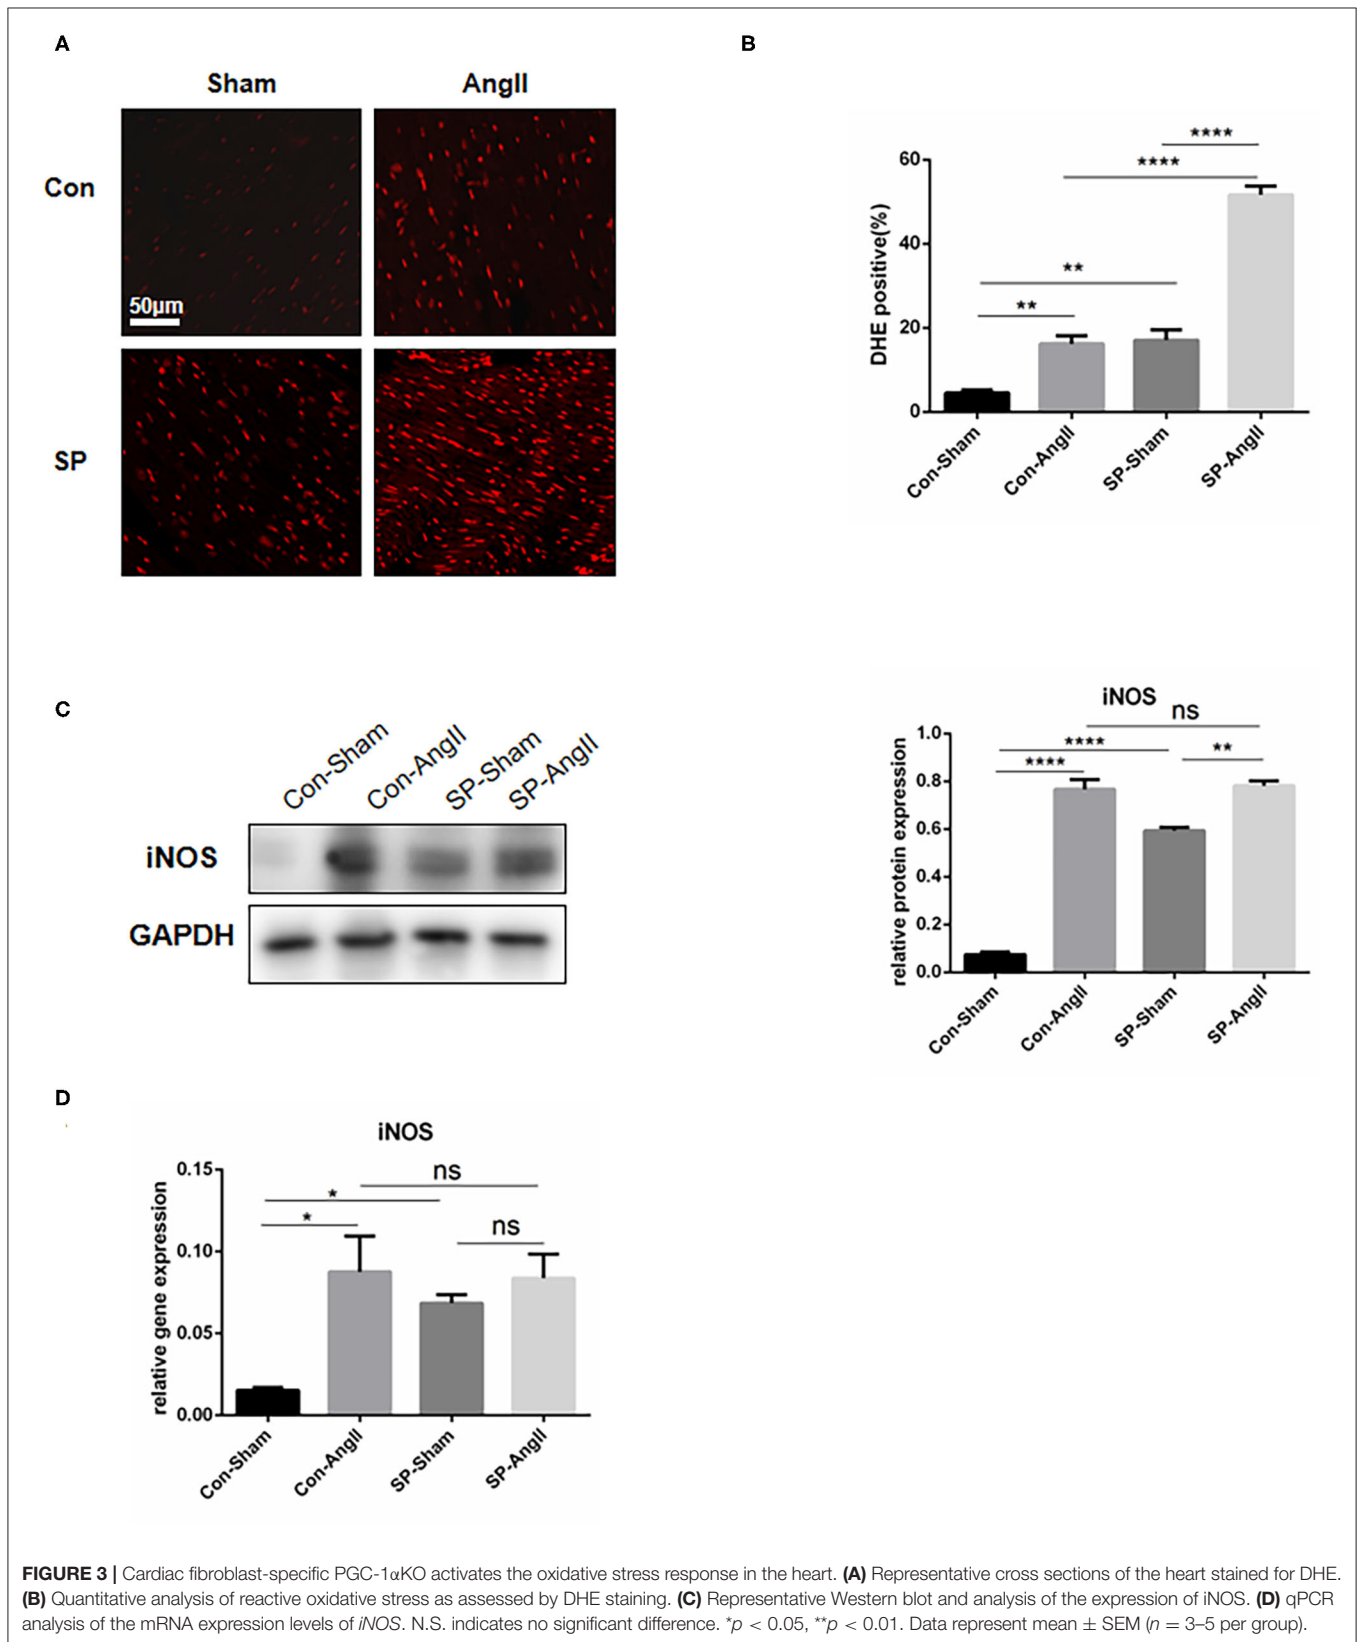 A
B
Sham
AngII
Con
50µm
SP
DHE positive(%)
60
40
20
0
****
****
**
**
Con-Sham
Con-AngII
SP-Sham
SP-AngII
C
Con-Sham
Con-AngII
SP-Sham
SP-AngII
iNOS
GAPDH
iNOS
ns
**** **
****
relative protein expression
1.0
0.8
0.6
0.4
0.2
0.0
Con-Sham
Con-AngII
SP-Sham
SP-AngII
D
iNOS
ns
*
*
ns
relative gene expression
0.15
0.10
0.05
0.00
Con-Sham
Con-AngII
SP-Sham
SP-AngII
FIGURE 3 | Cardiac fibroblast-specific PGC-1αKO activates the oxidative stress response in the heart. (A) Representative cross sections of the heart stained for DHE.
(B) Quantitative analysis of reactive oxidative stress as assessed by DHE staining. (C) Representative Western blot and analysis of the expression of iNOS. (D) qPCR
analysis of the mRNA expression levels of iNOS. N.S. indicates no significant difference. *p < 0.05, **p < 0.01. Data represent mean ± SEM (n = 3–5 per group).